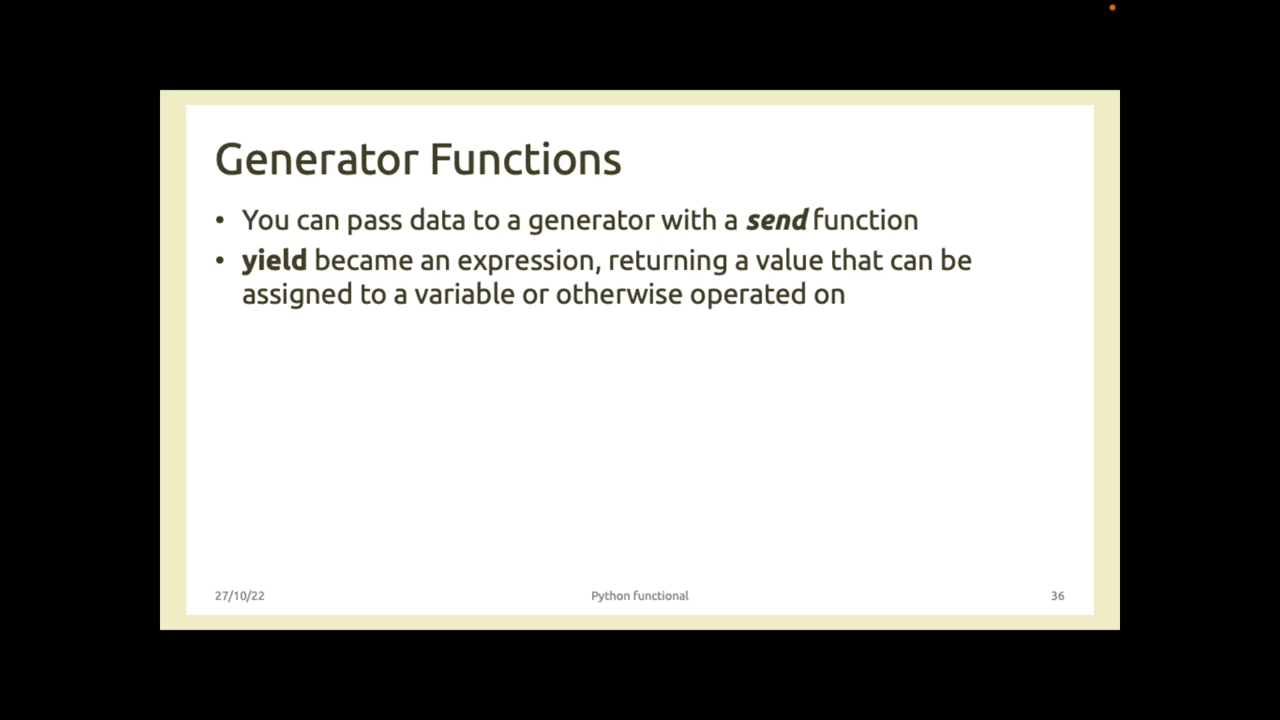 Generator Functions
• You can pass data to a generator with a send function
• yield became an expression, returning a value that can be
assigned to a variable or otherwise operated on
27/10/22
Python functional
36